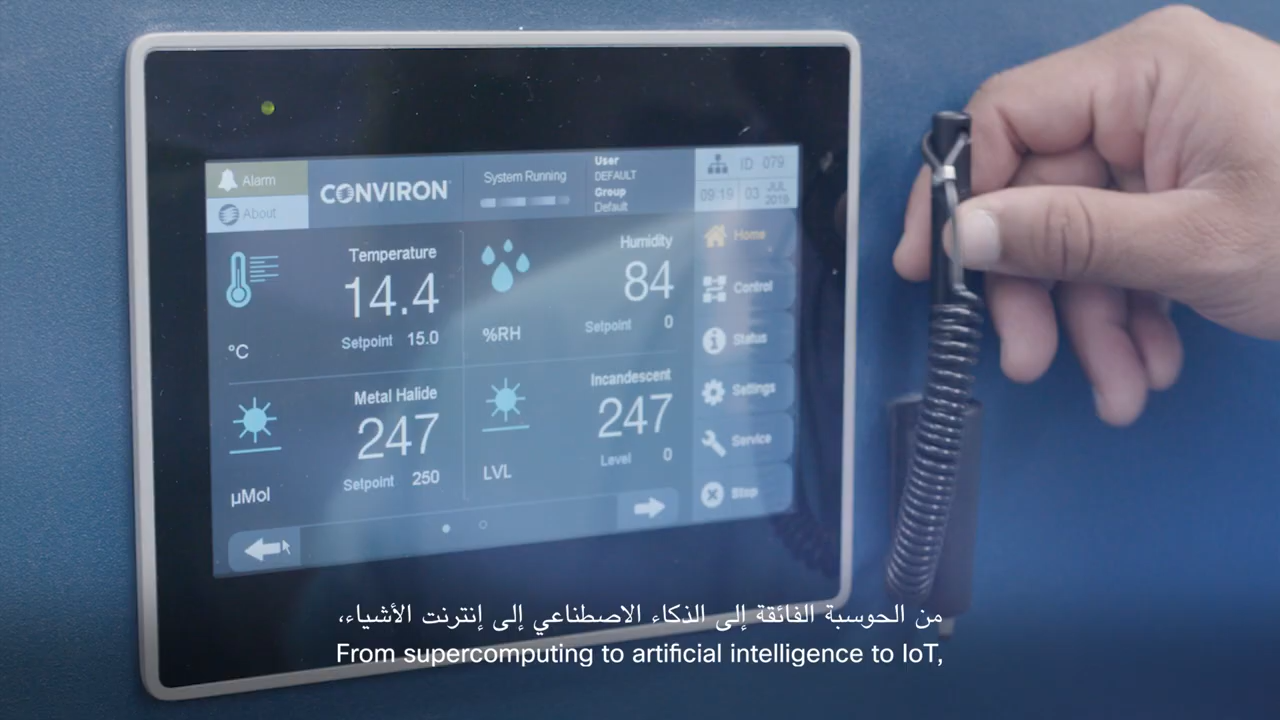 Alarm
About
CONVIRON
System Running
User
DEFAULT
Group
Default
ID 079
09:19
03 JUL 2019
Temperature
14.4
Setpoint 15.0
°C
Humidity
84
Setpoint 0
%RH
Metal Halide
247
Setpoint 250
µMol
Incandescent
247
Level 0
LVL
Home
Control
Status
Settings
Service
Stop
من الحوسبة الفائقة إلى الذكاء الاصطناعي إلى إنترنت الأشياء،
From supercomputing to artificial intelligence to IoT,